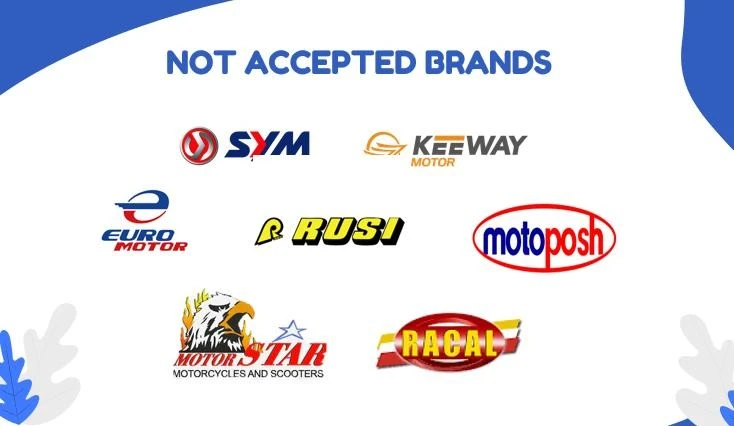 NOT ACCEPTED BRANDS
SYM
KEEWAY
MOTOR
EURO
MOTOR
RUSI
motoposh
MOTOR STAR
MOTORCYCLES AND SCOOTERS
RACAL